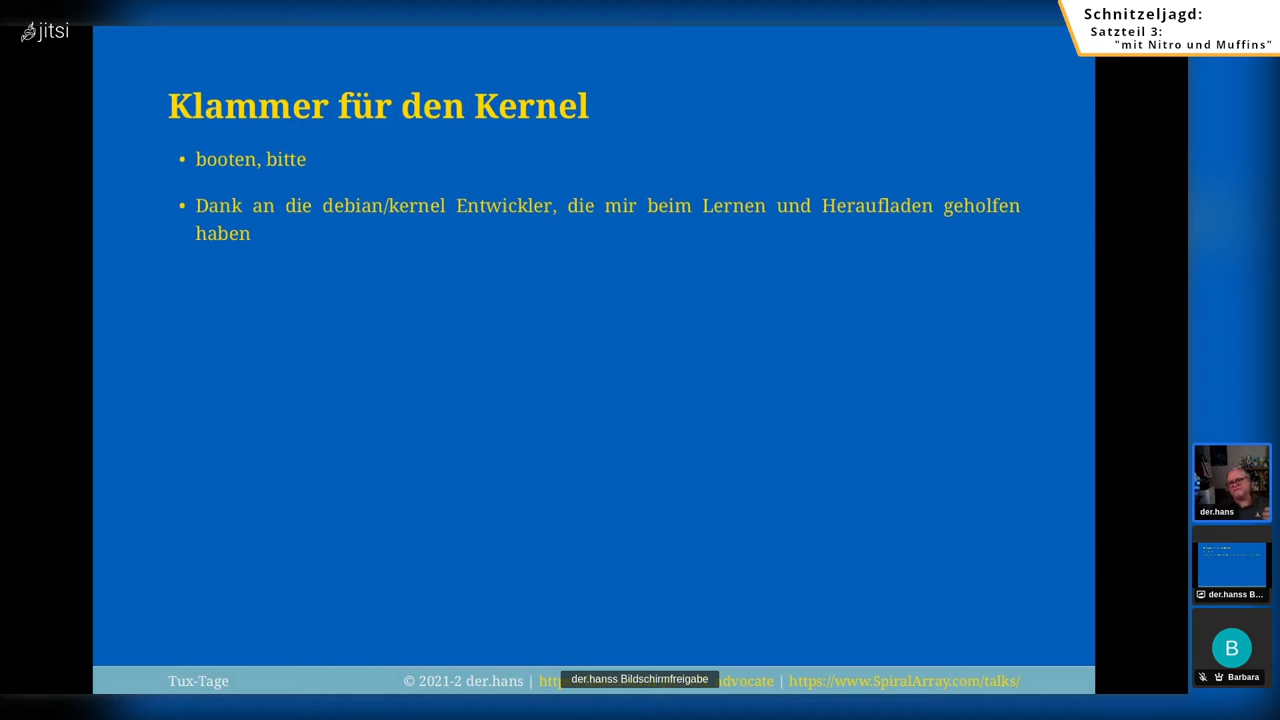 jitsi
Schnitzeljagd:
Satzteil 3:
"mit Nitro und Muffins"
Klammer für den Kernel
• booten, bitte
• Dank an die debian/kernel Entwickler, die mir beim Lernen und Heraufladen geholfen
haben
der.hans
der.hanss B...
B
Barbara
Tux-Tage
© 2021-2 der.hans | http advocate | https://www.SpiralArray.com/talks/
der.hanss Bildschirmfreigabe